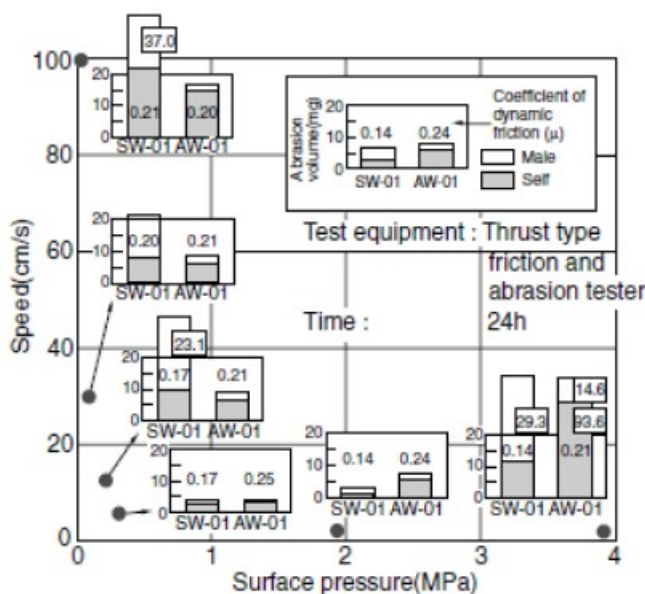 Speed(cm/s)
100
80
60
40
20
0
0 1 2 3 4
Surface pressure(MPa)
37.0
20
10
0
0.21 0.20
SW-01 AW-01
A brasion
volume(mg)
20
10
0
0.14 0.24
SW-01 AW-01
Coefficient of
dynamic
friction (μ)
Male
Self
Test equipment : Thrust type
friction and
abrasion tester
Time : 24h
20
10
0
0.20 0.21
SW-01 AW-01
23.1
20
10
0
0.17 0.21
SW-01 AW-01
20
10
0
0.17 0.25
SW-01 AW-01
20
10
0
0.14 0.24
SW-01 AW-01
14.6
29.3 93.6
20
10
0
0.14 0.21
SW-01 AW-01